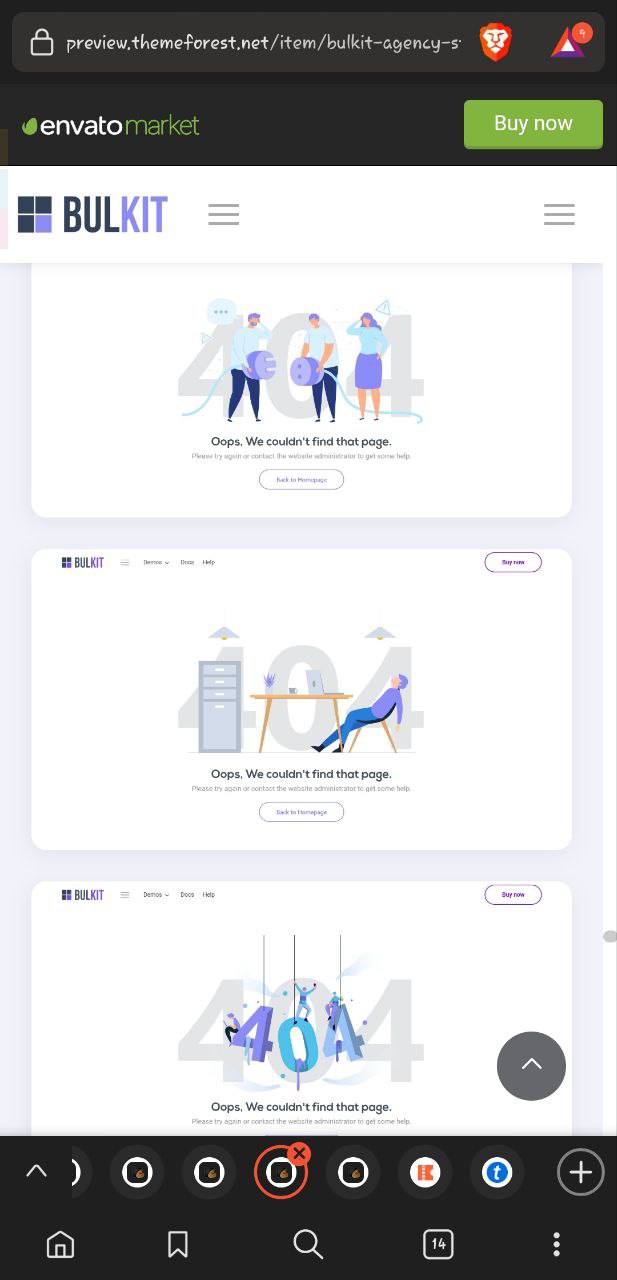 preview.themeforest.net/item/bulkit-agency-s
9
envatomarket
Buy now
BULKIT
404
Oops, We couldn't find that page.
Please try again or contact the website administrator to get some help.
Back to Homepage
BULKIT Demos Docs Help Buy now
404
Oops, We couldn't find that page.
Please try again or contact the website administrator to get some help.
Back to Homepage
BULKIT Demos Docs Help Buy now
404
404
Oops, We couldn't find that page.
Please try again or contact the website administrator to get some help.
14